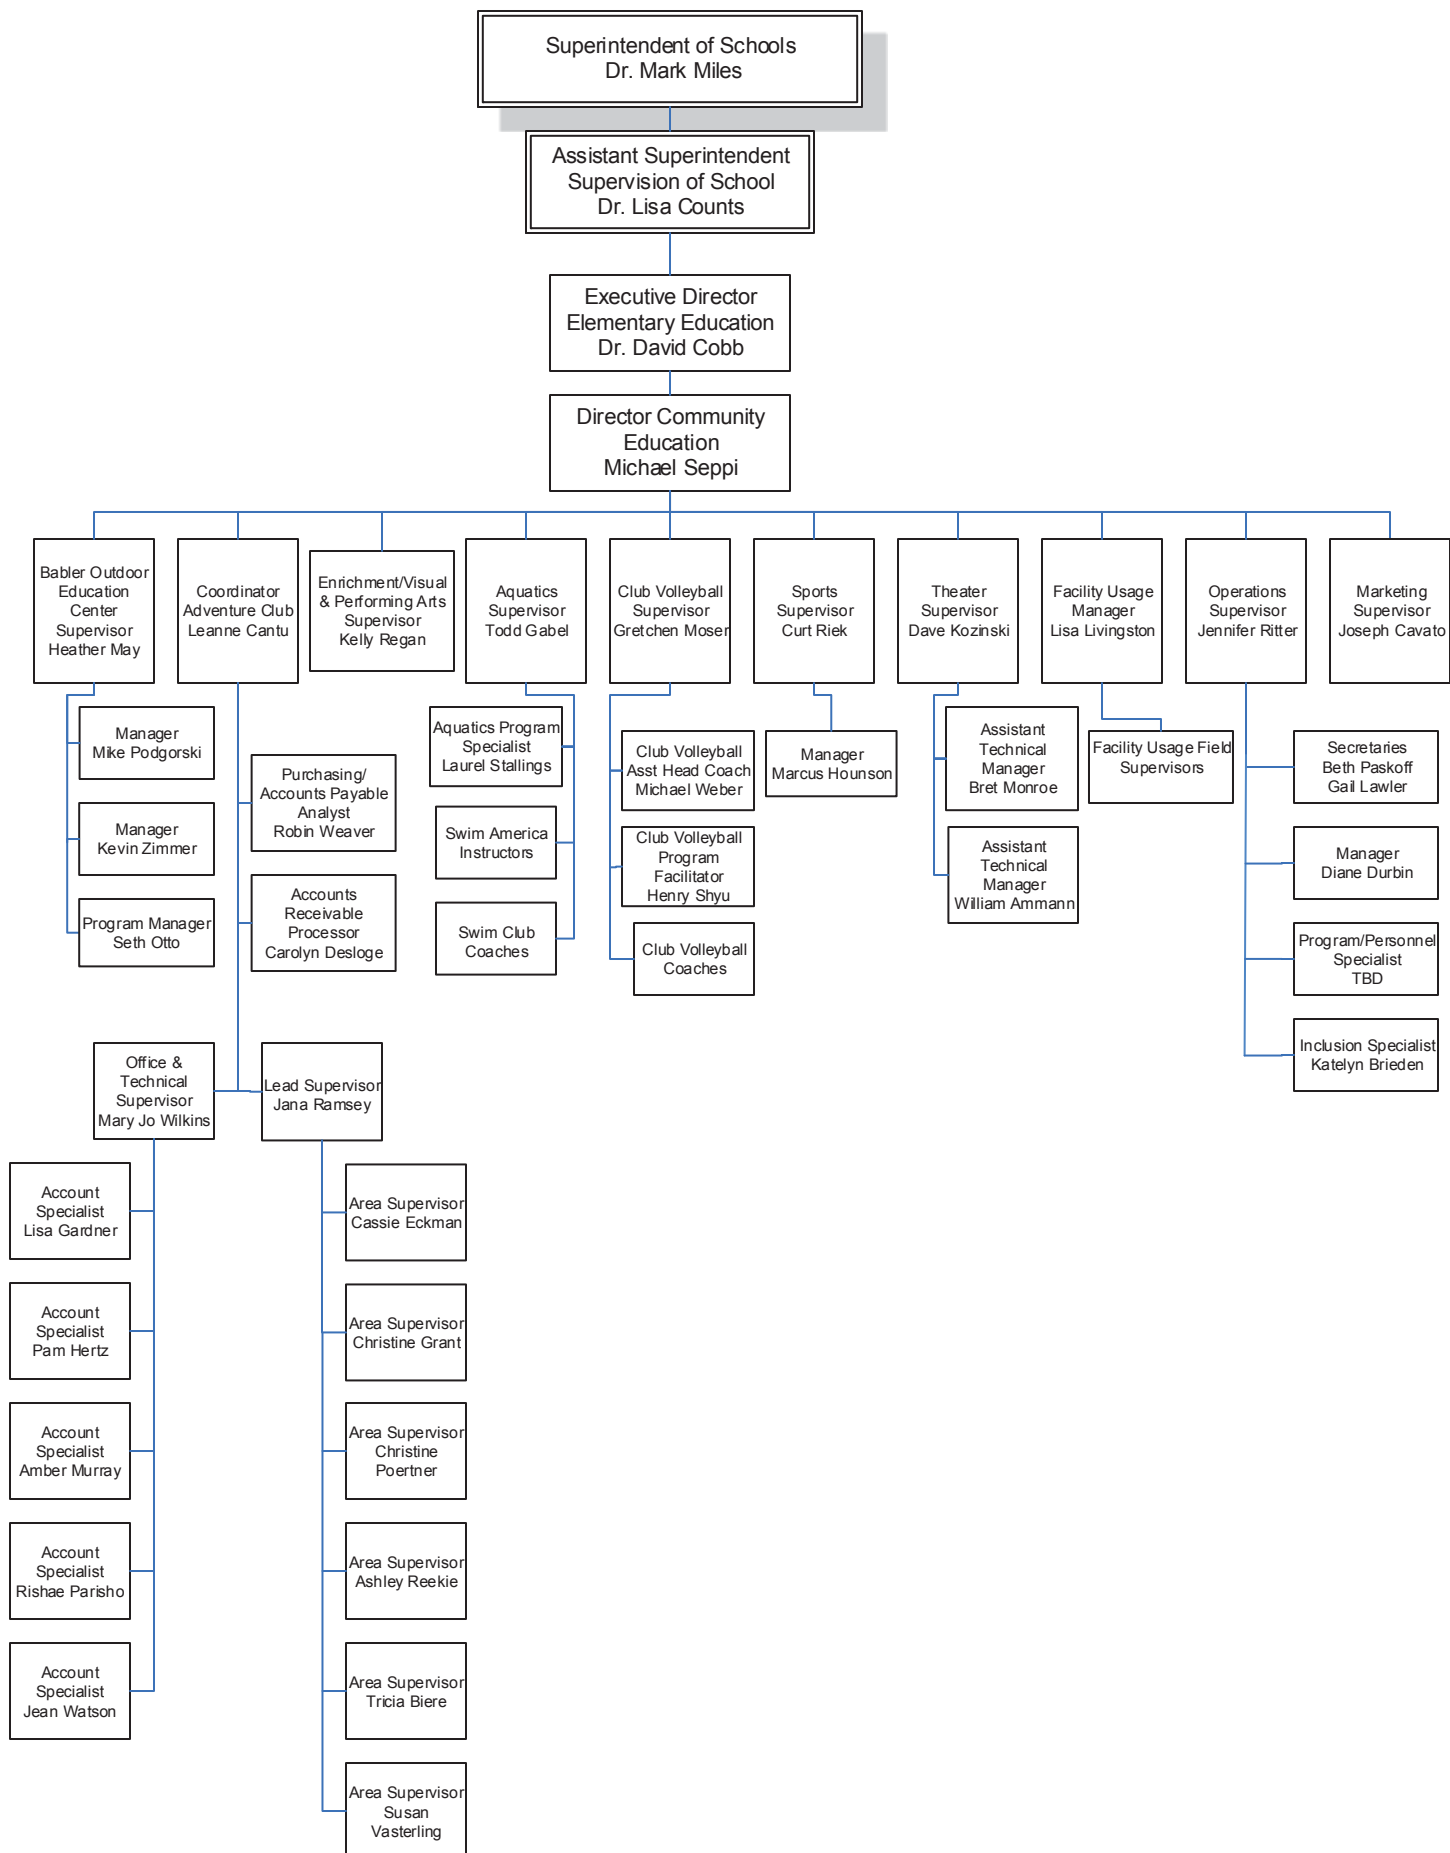 Superintendent of Schools
Dr. Mark Miles
Assistant Superintendent
Supervision of School
Dr. Lisa Counts
Executive Director
Elementary Education
Dr. David Cobb
Director Community
Education
Michael Seppi
Babler Outdoor
Education
Center
Supervisor
Heather May
Coordinator
Adventure Club
Leanne Cantu
Enrichment/Visual
& Performing Arts
Supervisor
Kelly Regan
Aquatics
Supervisor
Todd Gabel
Club Volleyball
Supervisor
Gretchen Moser
Sports
Supervisor
Curt Riek
Theater
Supervisor
Dave Kozinski
Facility Usage
Manager
Lisa Livingston
Operations
Supervisor
Jennifer Ritter
Marketing
Supervisor
Joseph Cavato
Manager
Mike Podgorski
Manager
Kevin Zimmer
Program Manager
Seth Otto
Purchasing/
Accounts Payable
Analyst
Robin Weaver
Accounts
Receivable
Processor
Carolyn Desloge
Aquatics Program
Specialist
Laurel Stallings
Swim America
Instructors
Swim Club
Coaches
Club Volleyball
Asst Head Coach
Michael Weber
Club Volleyball
Program
Facilitator
Henry Shyu
Club Volleyball
Coaches
Manager
Marcus Hounson
Assistant
Technical
Manager
Bret Monroe
Assistant
Technical
Manager
William Ammann
Facility Usage Field
Supervisors
Secretaries
Beth Paskoff
Gail Lawler
Manager
Diane Durbin
Program/Personnel
Specialist
TBD
Inclusion Specialist
Katelyn Brieden
Office &
Technical
Supervisor
Mary Jo Wilkins
Lead Supervisor
Jana Ramsey
Account
Specialist
Lisa Gardner
Account
Specialist
Pam Hertz
Account
Specialist
Amber Murray
Account
Specialist
Rishae Parisho
Account
Specialist
Jean Watson
Area Supervisor
Cassie Eckman
Area Supervisor
Christine Grant
Area Supervisor
Christine
Poertner
Area Supervisor
Ashley Reekie
Area Supervisor
Tricia Biere
Area Supervisor
Susan
Vasterling